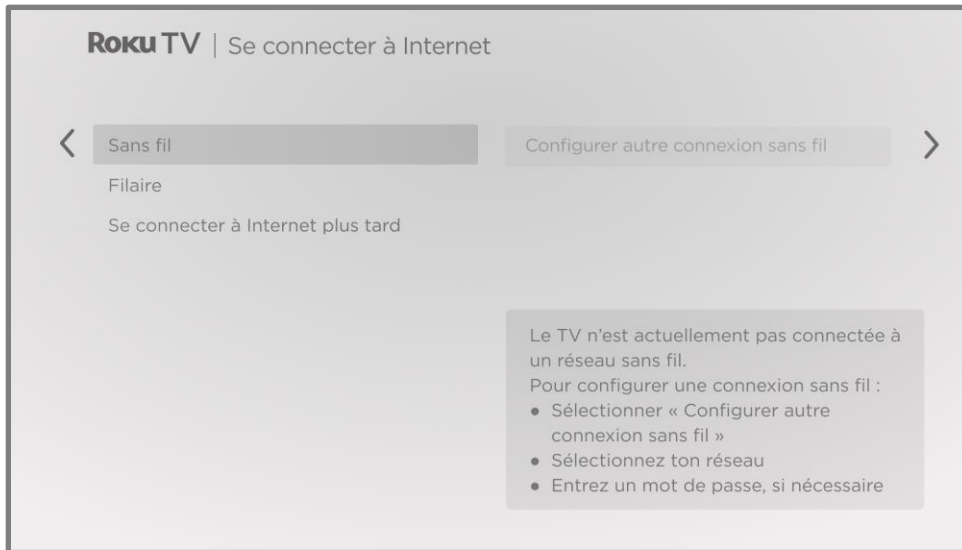 Roku TV | Se connecter à Internet
Sans fil
Configurer autre connexion sans fil
Filaire
Se connecter à Internet plus tard
Le TV n'est actuellement pas connectée à
un réseau sans fil.
Pour configurer une connexion sans fil :
● Sélectionner « Configurer autre
connexion sans fil »
● Sélectionnez ton réseau
● Entrez un mot de passe, si nécessaire